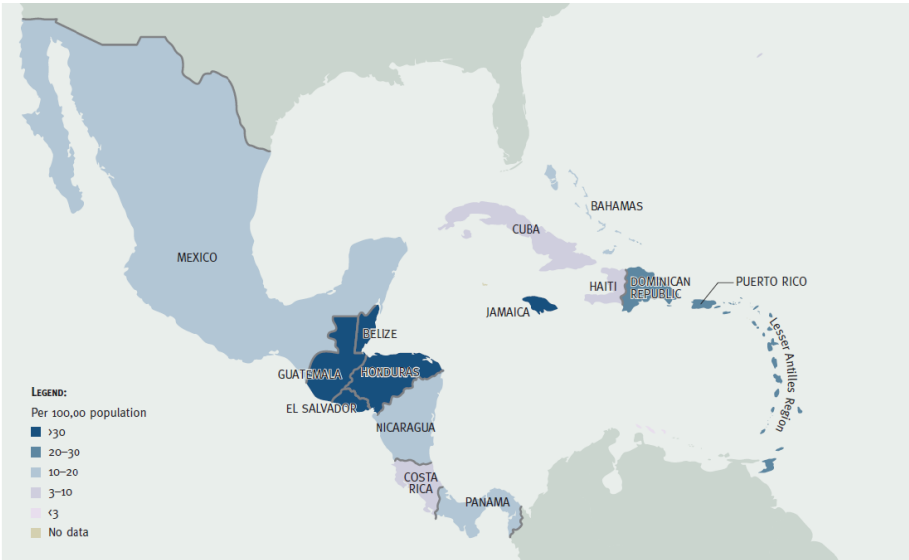 BAHAMAS
CUBA
MEXICO
HAITI
DOMINICAN
REPUBLIC
PUERTO RICO
JAMAICA
BELIZE
Lesser Antilles Region
GUATEMALA
HONDURAS
EL SALVADOR
NICARAGUA
COSTA
RICA
PANAMA
LEGEND:
Per 100,00 population
>30
20–30
10–20
3–10
<3
No data